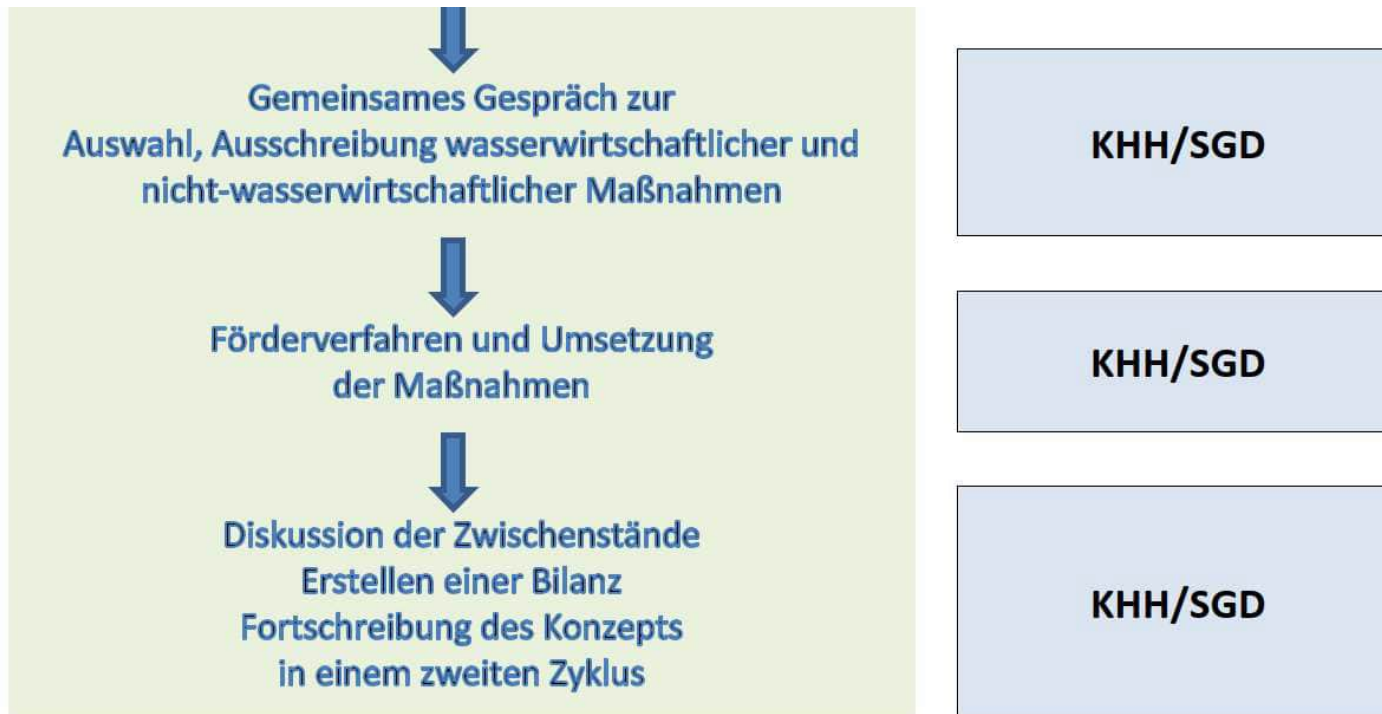 Gemeinsames Gespräch zur
Auswahl, Ausschreibung wasserwirtschaftlicher und
nicht-wasserwirtschaftlicher Maßnahmen
KHH/SGD
Förderverfahren und Umsetzung
der Maßnahmen
KHH/SGD
Diskussion der Zwischenstände
Erstellen einer Bilanz
Fortschreibung des Konzepts
in einem zweiten Zyklus
KHH/SGD